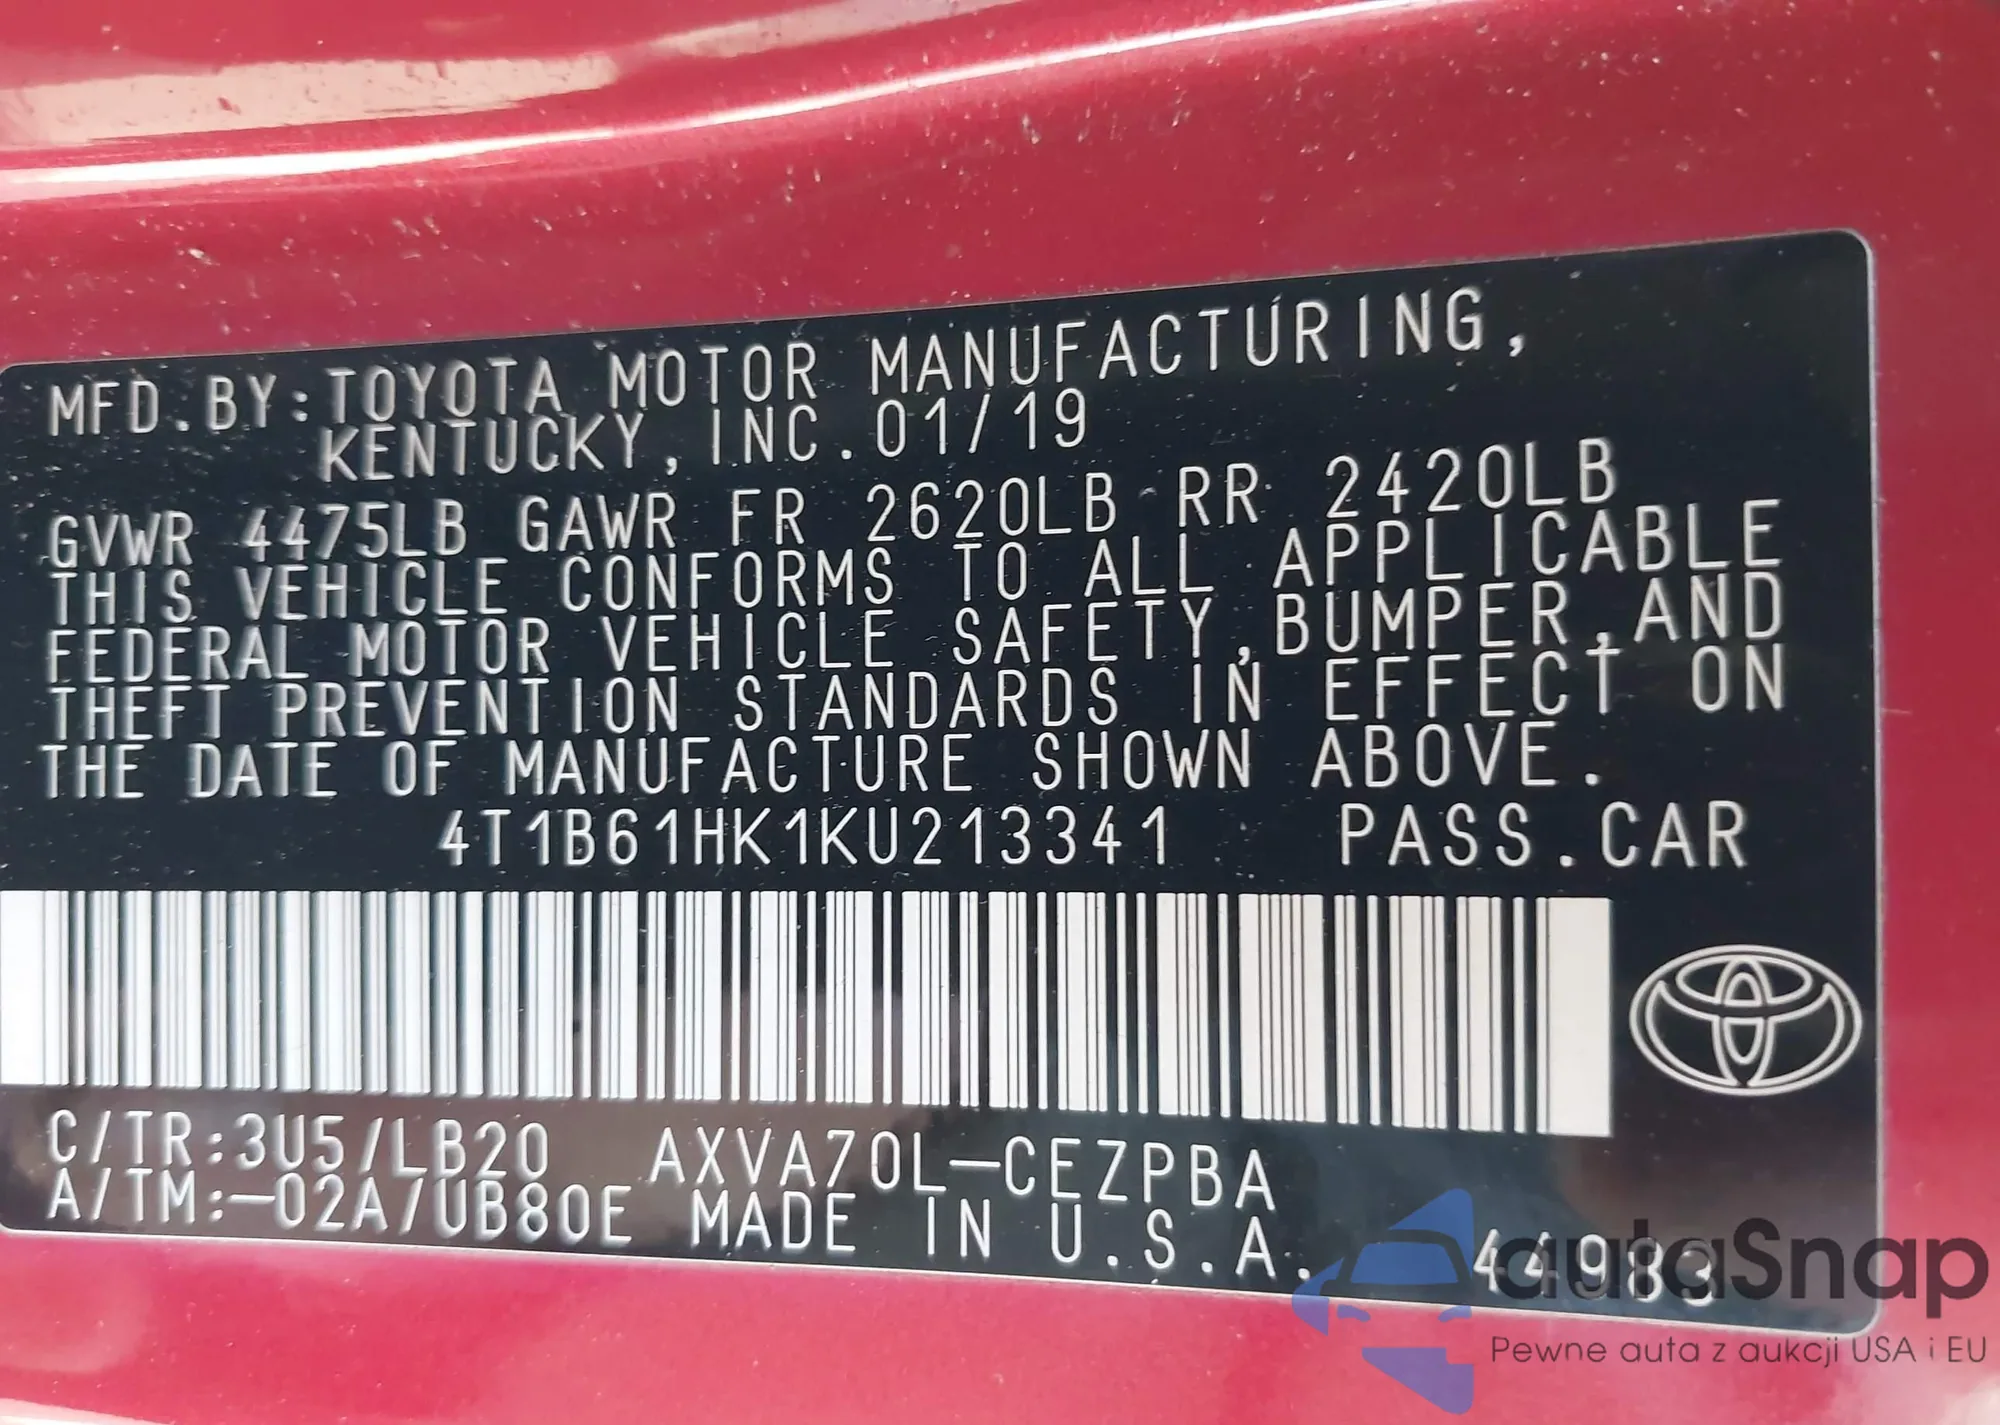 MFD.BY:TOYOTA MOTOR MANUFACTURING,
KENTUCKY, INC. 01/19
GVWR 4475LB GAWR FR 2620LB RR 2420LB
THIS VEHICLE CONFORMS TO ALL APPLICABLE
FEDERAL MOTOR VEHICLE SAFETY,BUMPER,AND
THEFT PREVENTION STANDARDS IN EFFECT ON
THE DATE OF MANUFACTURE SHOWN ABOVE.
4T1B61HK1KU213341 PASS.CAR
C/TR:3U5/LB20 AXVA70L-CEZPBA
A/TM:-02A/UB80E MADE IN U.S.A. 44983
autaSnap
Pewne auta z aukcji USA i EU